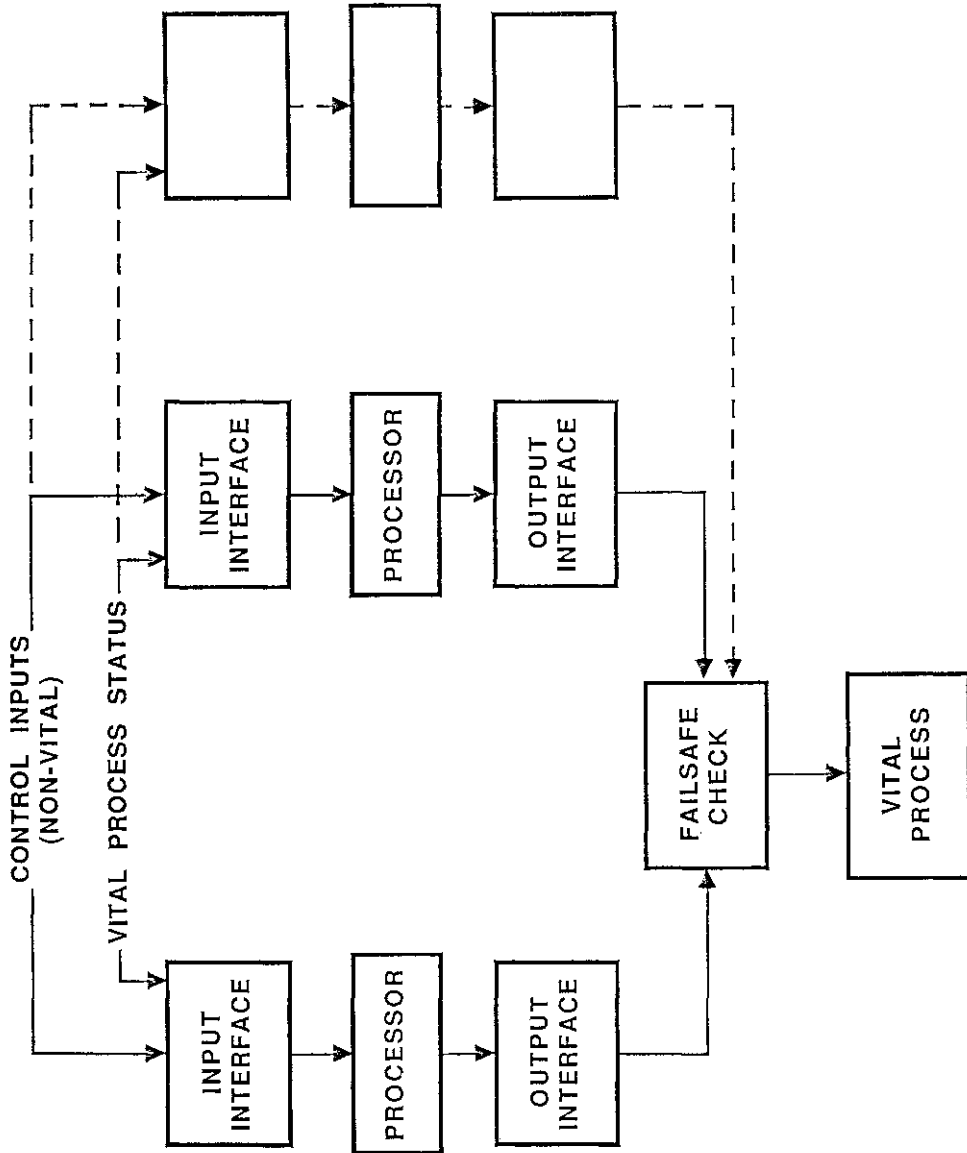 CONTROL INPUTS
(NON-VITAL)
VITAL PROCESS STATUS
INPUT
INTERFACE
INPUT
INTERFACE
PROCESSOR
PROCESSOR
OUTPUT
INTERFACE
OUTPUT
INTERFACE
FAILSAFE
CHECK
VITAL
PROCESS